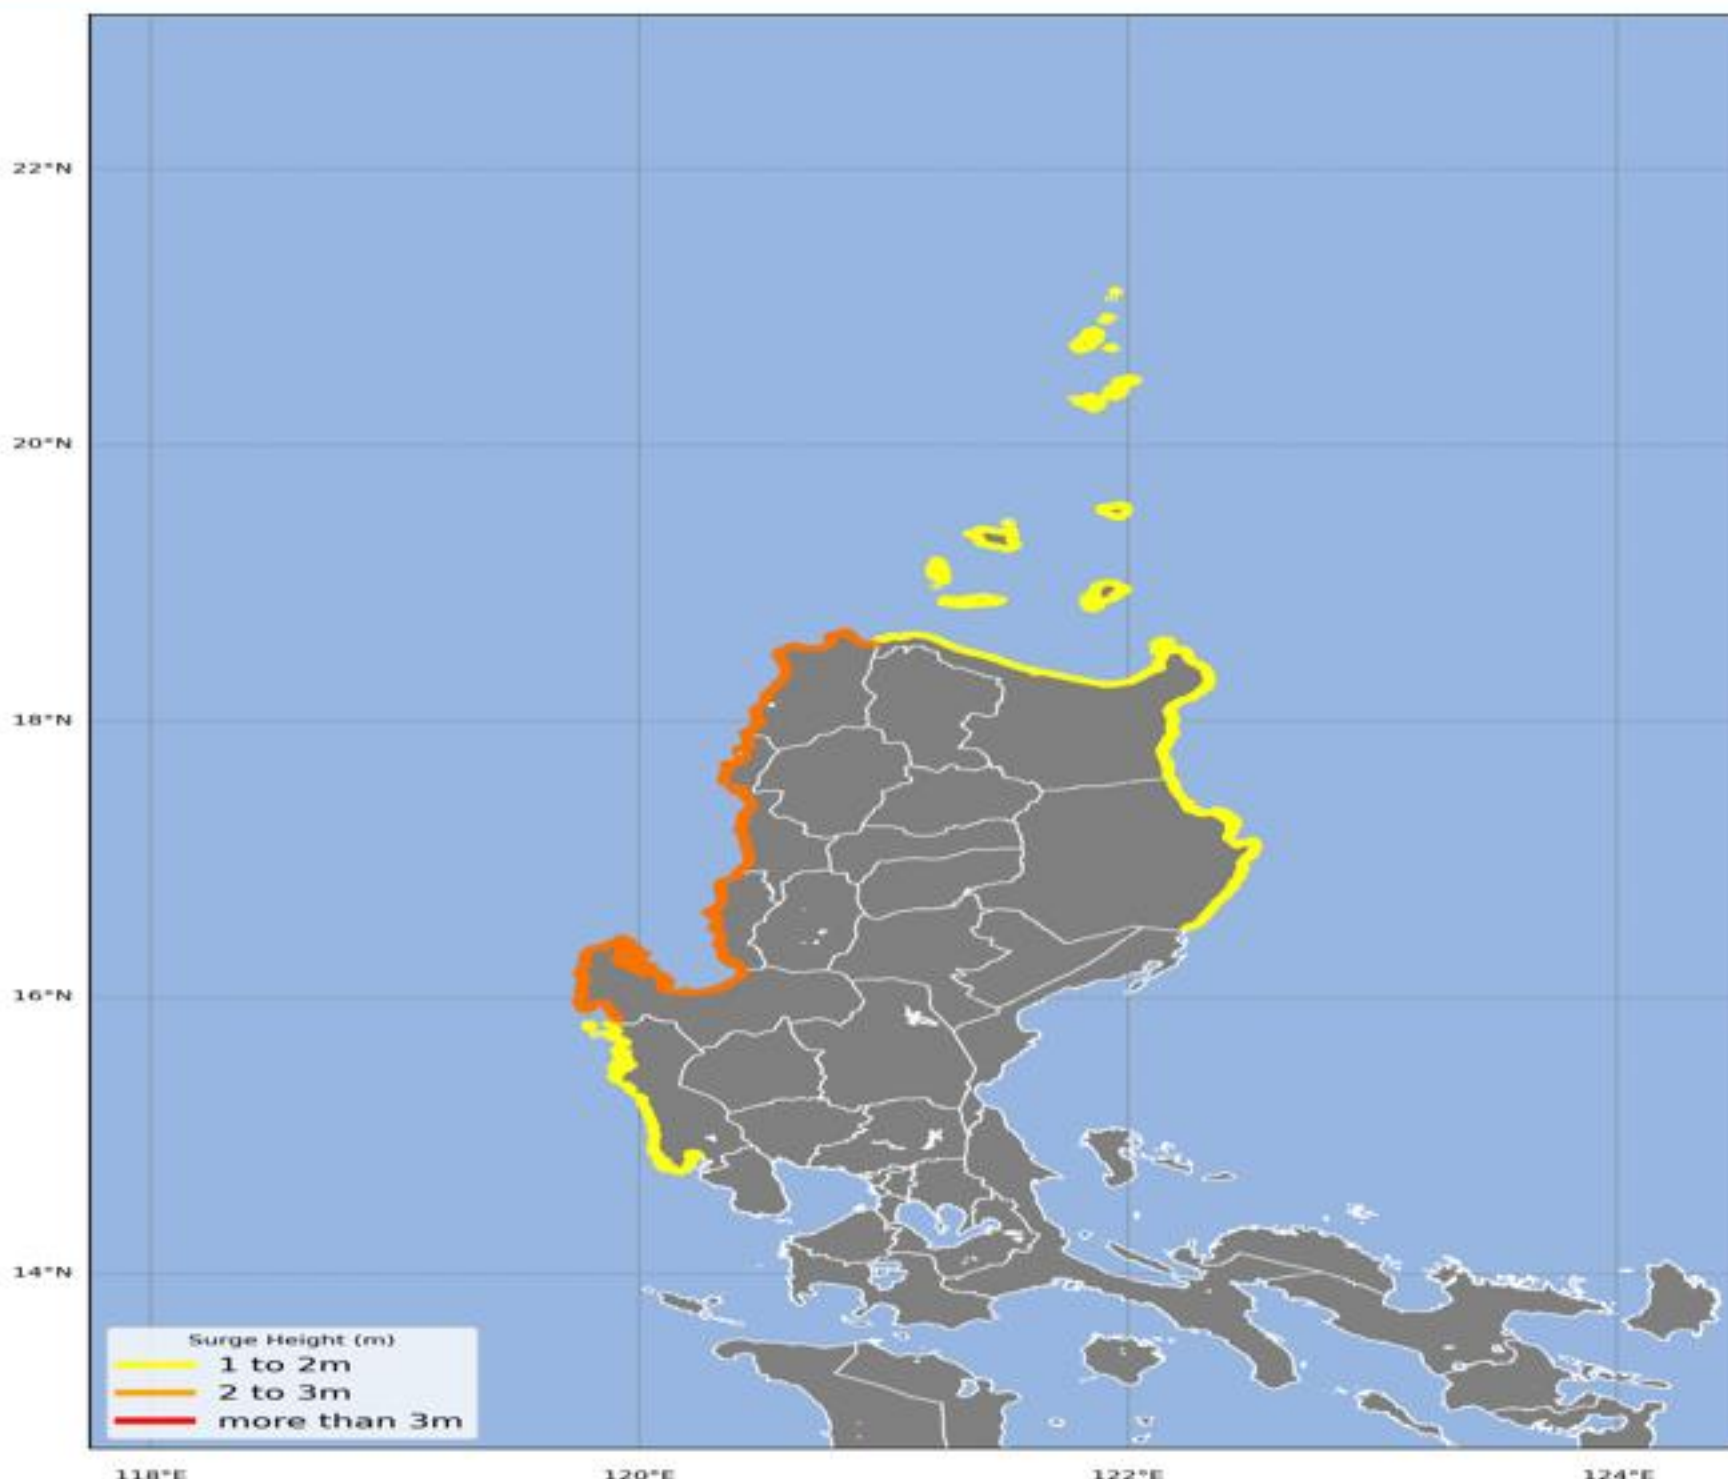 22°N
20°N
18°N
16°N
14°N
Surge Height (m)
1 to 2m
2 to 3m
more than 3m
118°E 120°E 122°E 124°E